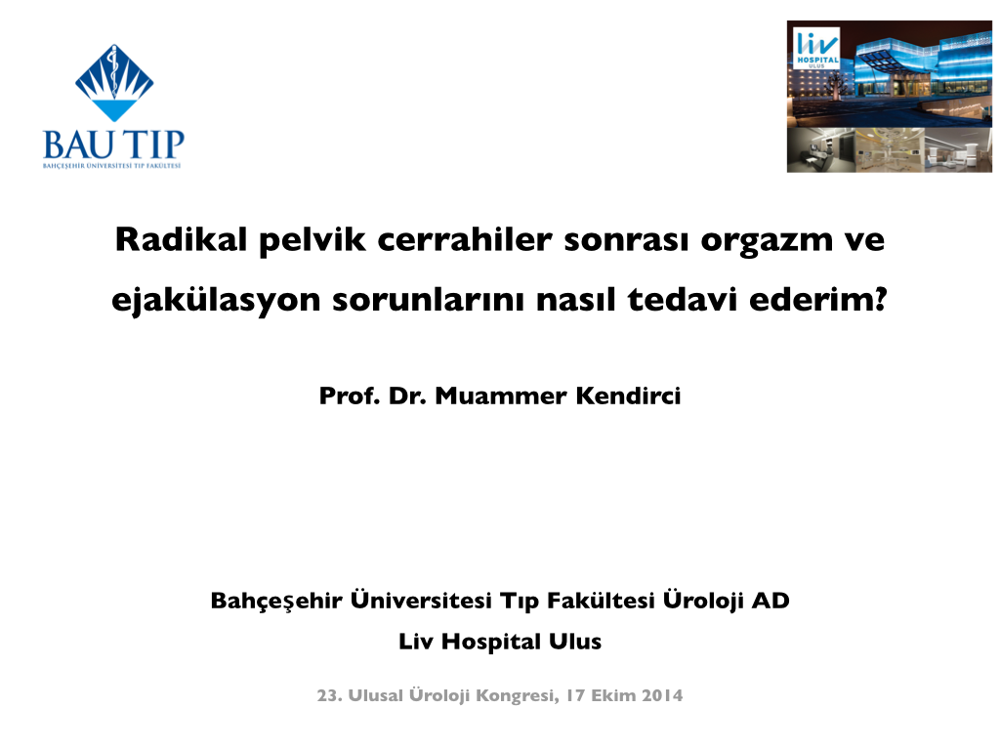 BAU TIP
BAHÇEŞEHİR ÜNİVERSİTESİ TIP FAKÜLTESİ
liv
HOSPITAL
ULUS
Radikal pelvik cerrahiler sonrası orgazm ve
ejakülasyon sorunlarını nasıl tedavi ederim?
Prof. Dr. Muammer Kendirci
Bahçeşehir Üniversitesi Tıp Fakültesi Üroloji AD
Liv Hospital Ulus
23. Ulusal Üroloji Kongresi, 17 Ekim 2014